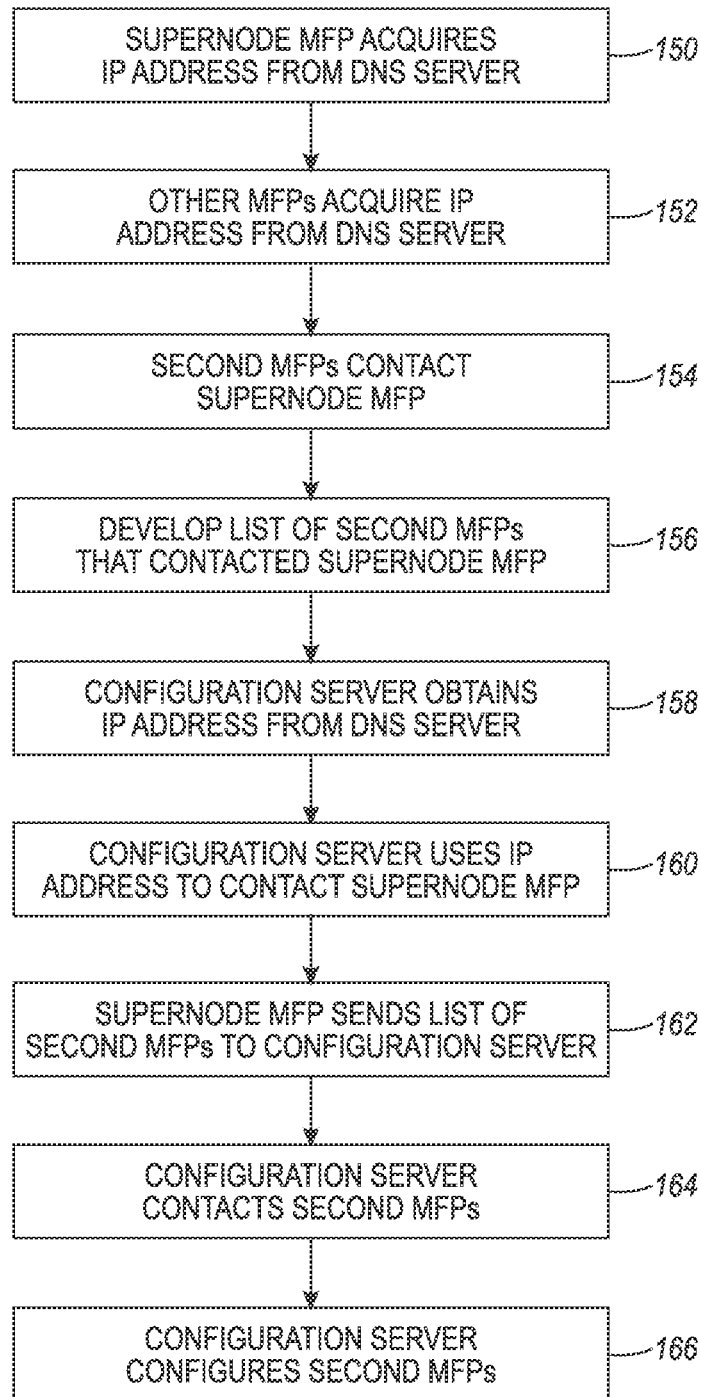 SUPERNODE MFP ACQUIRES
IP ADDRESS FROM DNS SERVER
150
OTHER MFPs ACQUIRE IP
ADDRESS FROM DNS SERVER
152
SECOND MFPs CONTACT
SUPERNODE MFP
154
DEVELOP LIST OF SECOND MFPs
THAT CONTACTED SUPERNODE MFP
156
CONFIGURATION SERVER OBTAINS
IP ADDRESS FROM DNS SERVER
158
CONFIGURATION SERVER USES IP
ADDRESS TO CONTACT SUPERNODE MFP
160
SUPERNODE MFP SENDS LIST OF
SECOND MFPs TO CONFIGURATION SERVER
162
CONFIGURATION SERVER
CONTACTS SECOND MFPs
164
CONFIGURATION SERVER
CONFIGURES SECOND MFPs
166